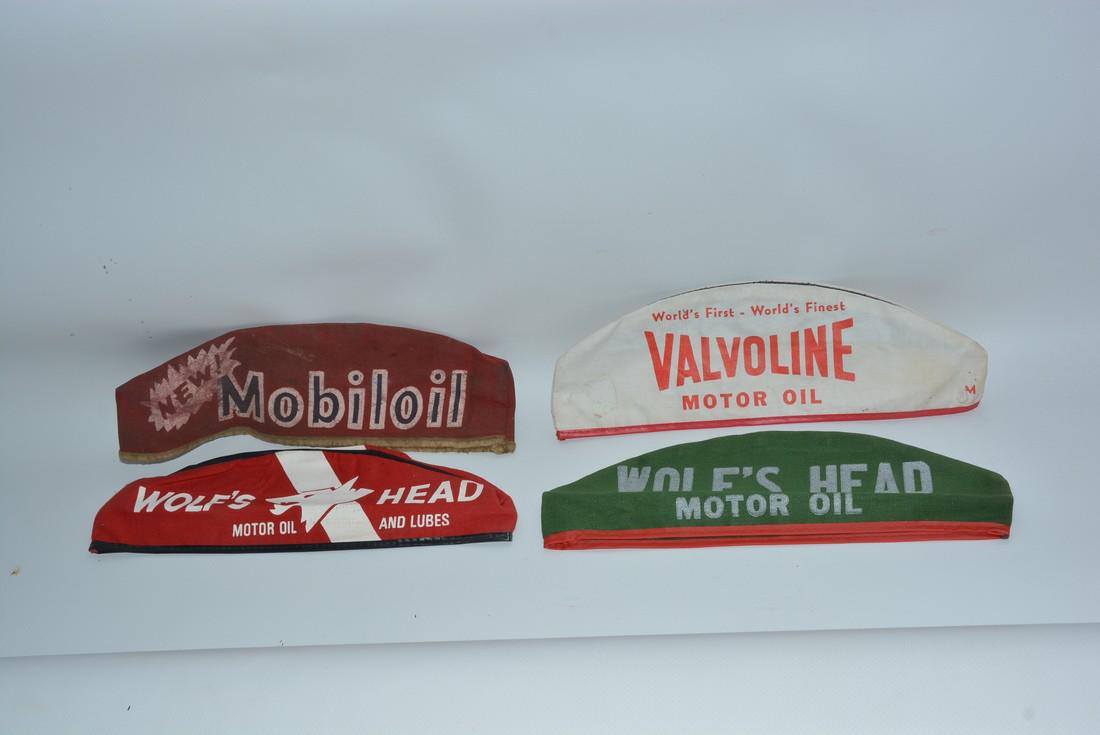 NEW!
Mobiloil
World's First - World's Finest
VALVOLINE
MOTOR OIL
M
WOLF'S HEAD
MOTOR OIL AND LUBES
WOLF'S HEAD
MOTOR OIL